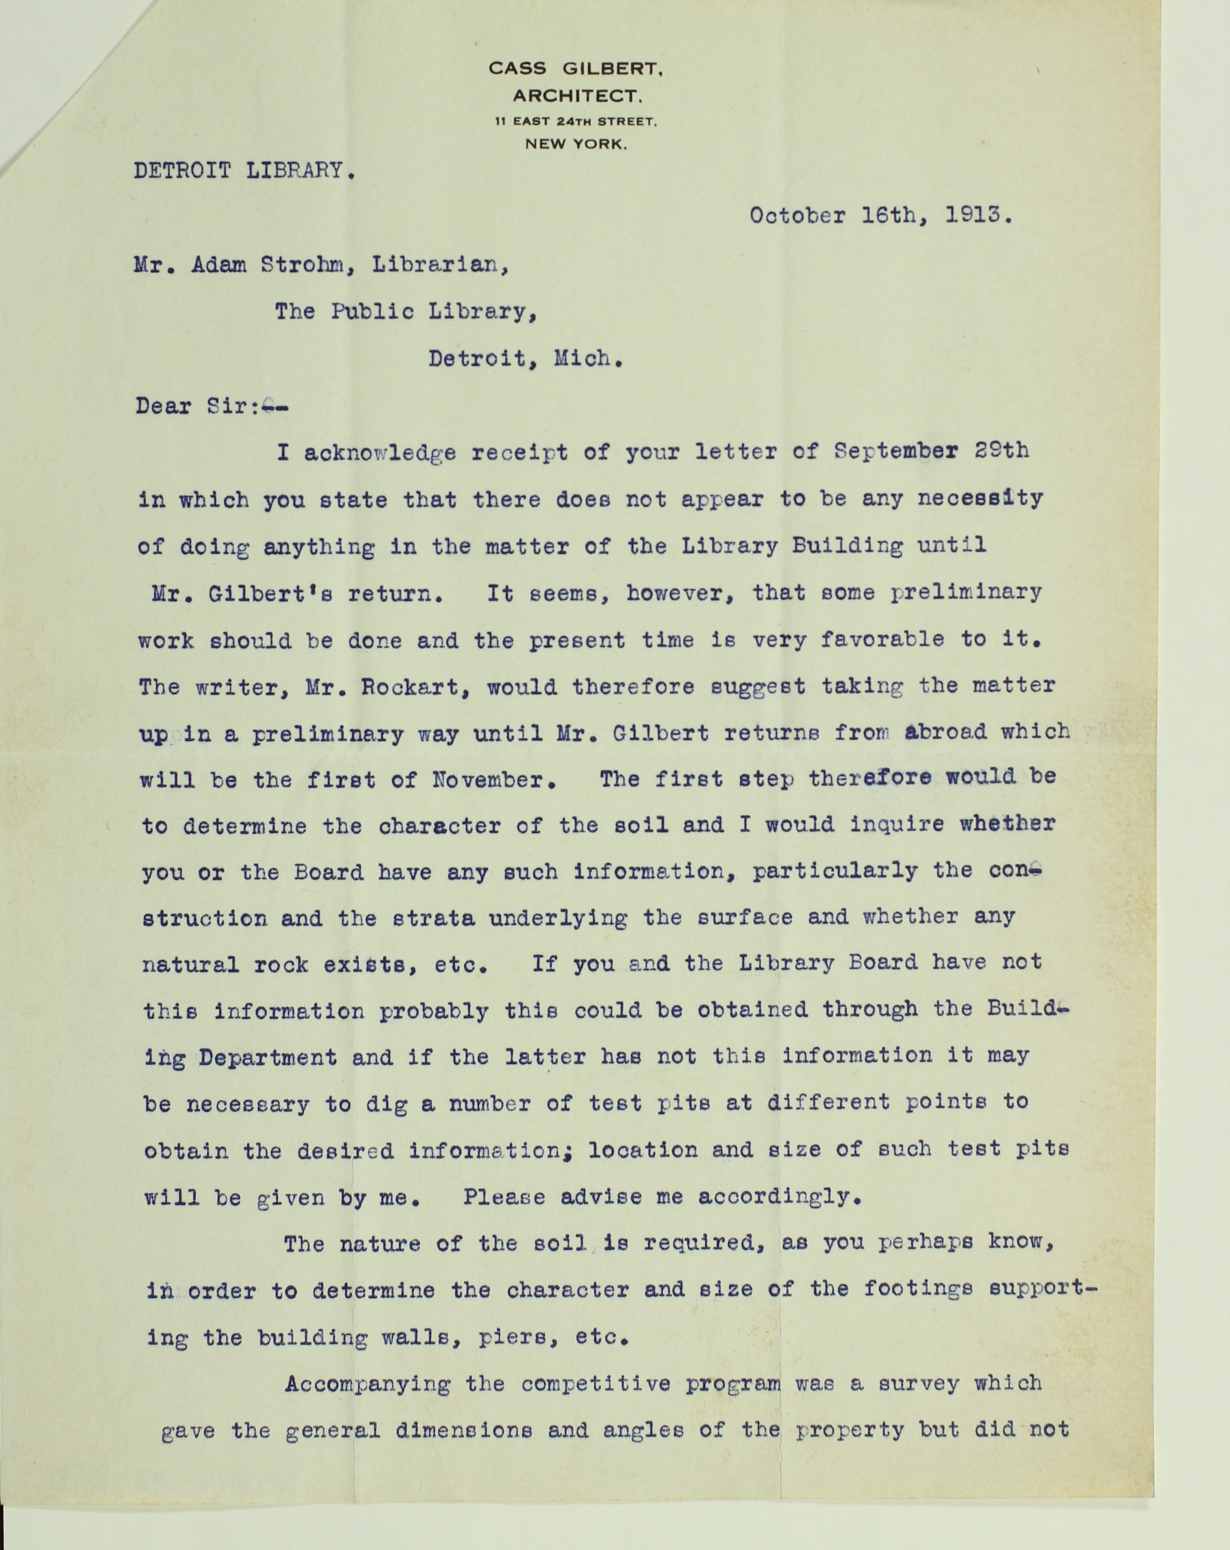 CASS GILBERT,
ARCHITECT.
11 EAST 24TH STREET,
NEW YORK.
DETROIT LIBRARY.
October 16th, 1913.
Mr. Adam Strohm, Librarian,
The Public Library,
Detroit, Mich.
Dear Sir:--
I acknowledge receipt of your letter of September 29th
in which you state that there does not appear to be any necessity
of doing anything in the matter of the Library Building until
Mr. Gilbert's return. It seems, however, that some preliminary
work should be done and the present time is very favorable to it.
The writer, Mr. Rockart, would therefore suggest taking the matter
up in a preliminary way until Mr. Gilbert returns from abroad which
will be the first of November. The first step therefore would be
to determine the character of the soil and I would inquire whether
you or the Board have any such information, particularly the con-
struction and the strata underlying the surface and whether any
natural rock exists, etc. If you and the Library Board have not
this information probably this could be obtained through the Build-
ing Department and if the latter has not this information it may
be necessary to dig a number of test pits at different points to
obtain the desired information; location and size of such test pits
will be given by me. Please advise me accordingly.
The nature of the soil is required, as you perhaps know,
in order to determine the character and size of the footings support-
ing the building walls, piers, etc.
Accompanying the competitive program was a survey which
gave the general dimensions and angles of the property but did not